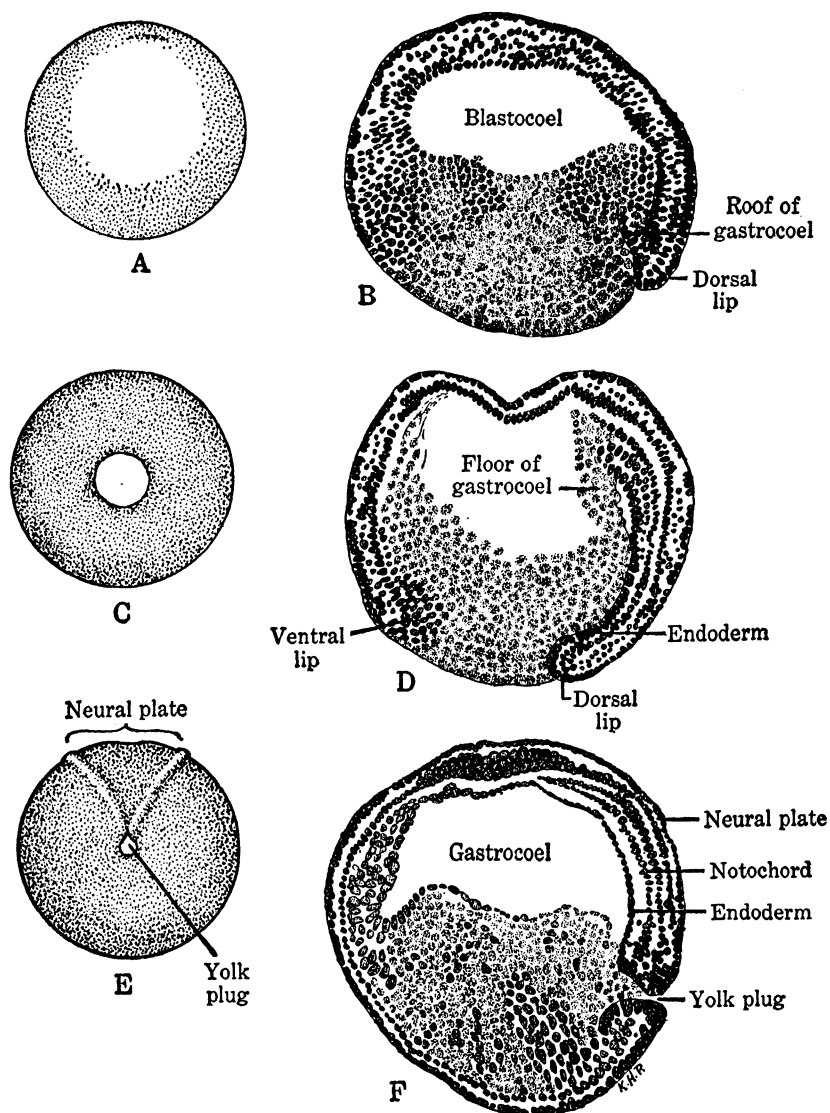 A
Blastocoel
Roof of
gastrocoel
Dorsal
lip
B
C
Floor of
gastrocoel
Ventral
lip
Endoderm
Dorsal
lip
D
Neural plate
Yolk
plug
E
Neural plate
Gastrocoel
Notochord
Endoderm
Yolk plug
F
K.H.P.